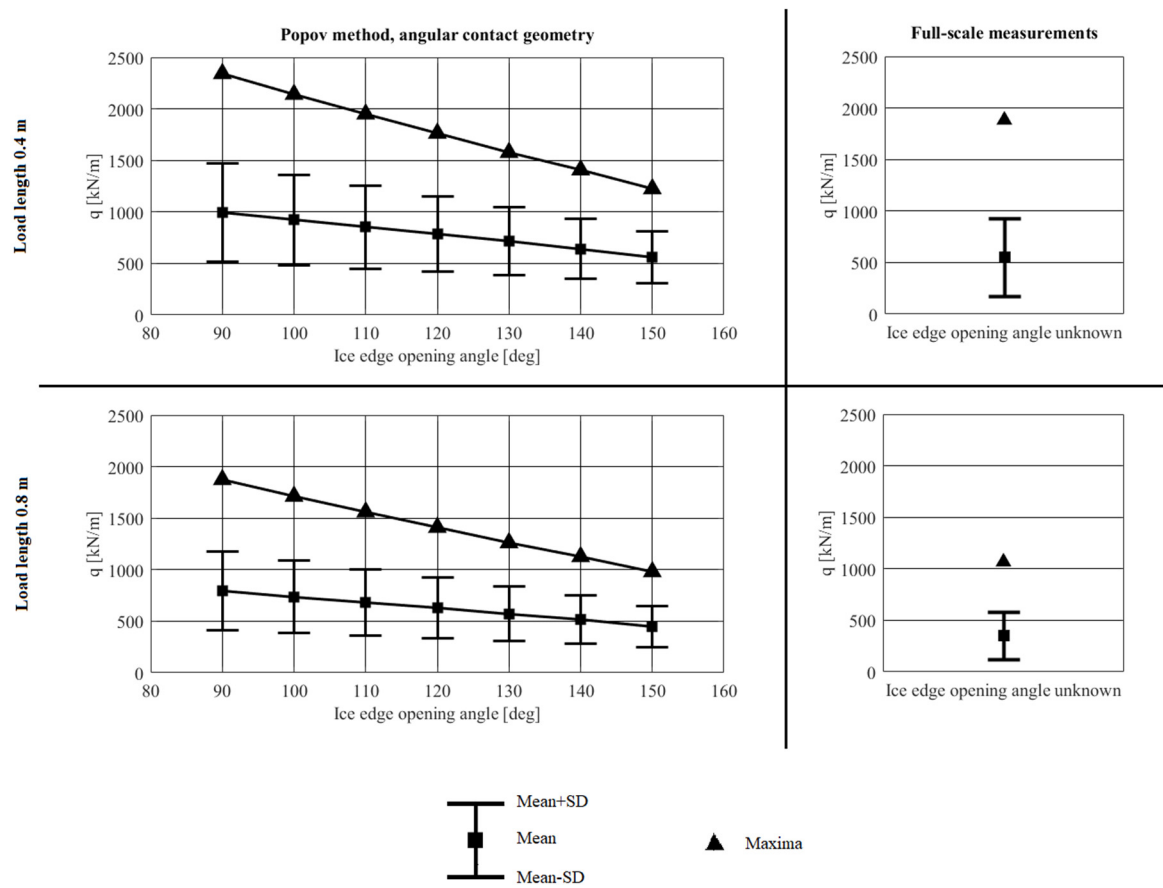 Popov method, angular contact geometry
Full-scale measurements
Load length 0.4 m
q [kN/m]
2500
2000
1500
1000
500
0
80 90 100 110 120 130 140 150 160
Ice edge opening angle [deg]
q [kN/m]
2500
2000
1500
1000
500
0
Ice edge opening angle unknown
Load length 0.8 m
q [kN/m]
2500
2000
1500
1000
500
0
80 90 100 110 120 130 140 150 160
Ice edge opening angle [deg]
q [kN/m]
2500
2000
1500
1000
500
0
Ice edge opening angle unknown
Mean+SD
Mean
Mean-SD
Maxima